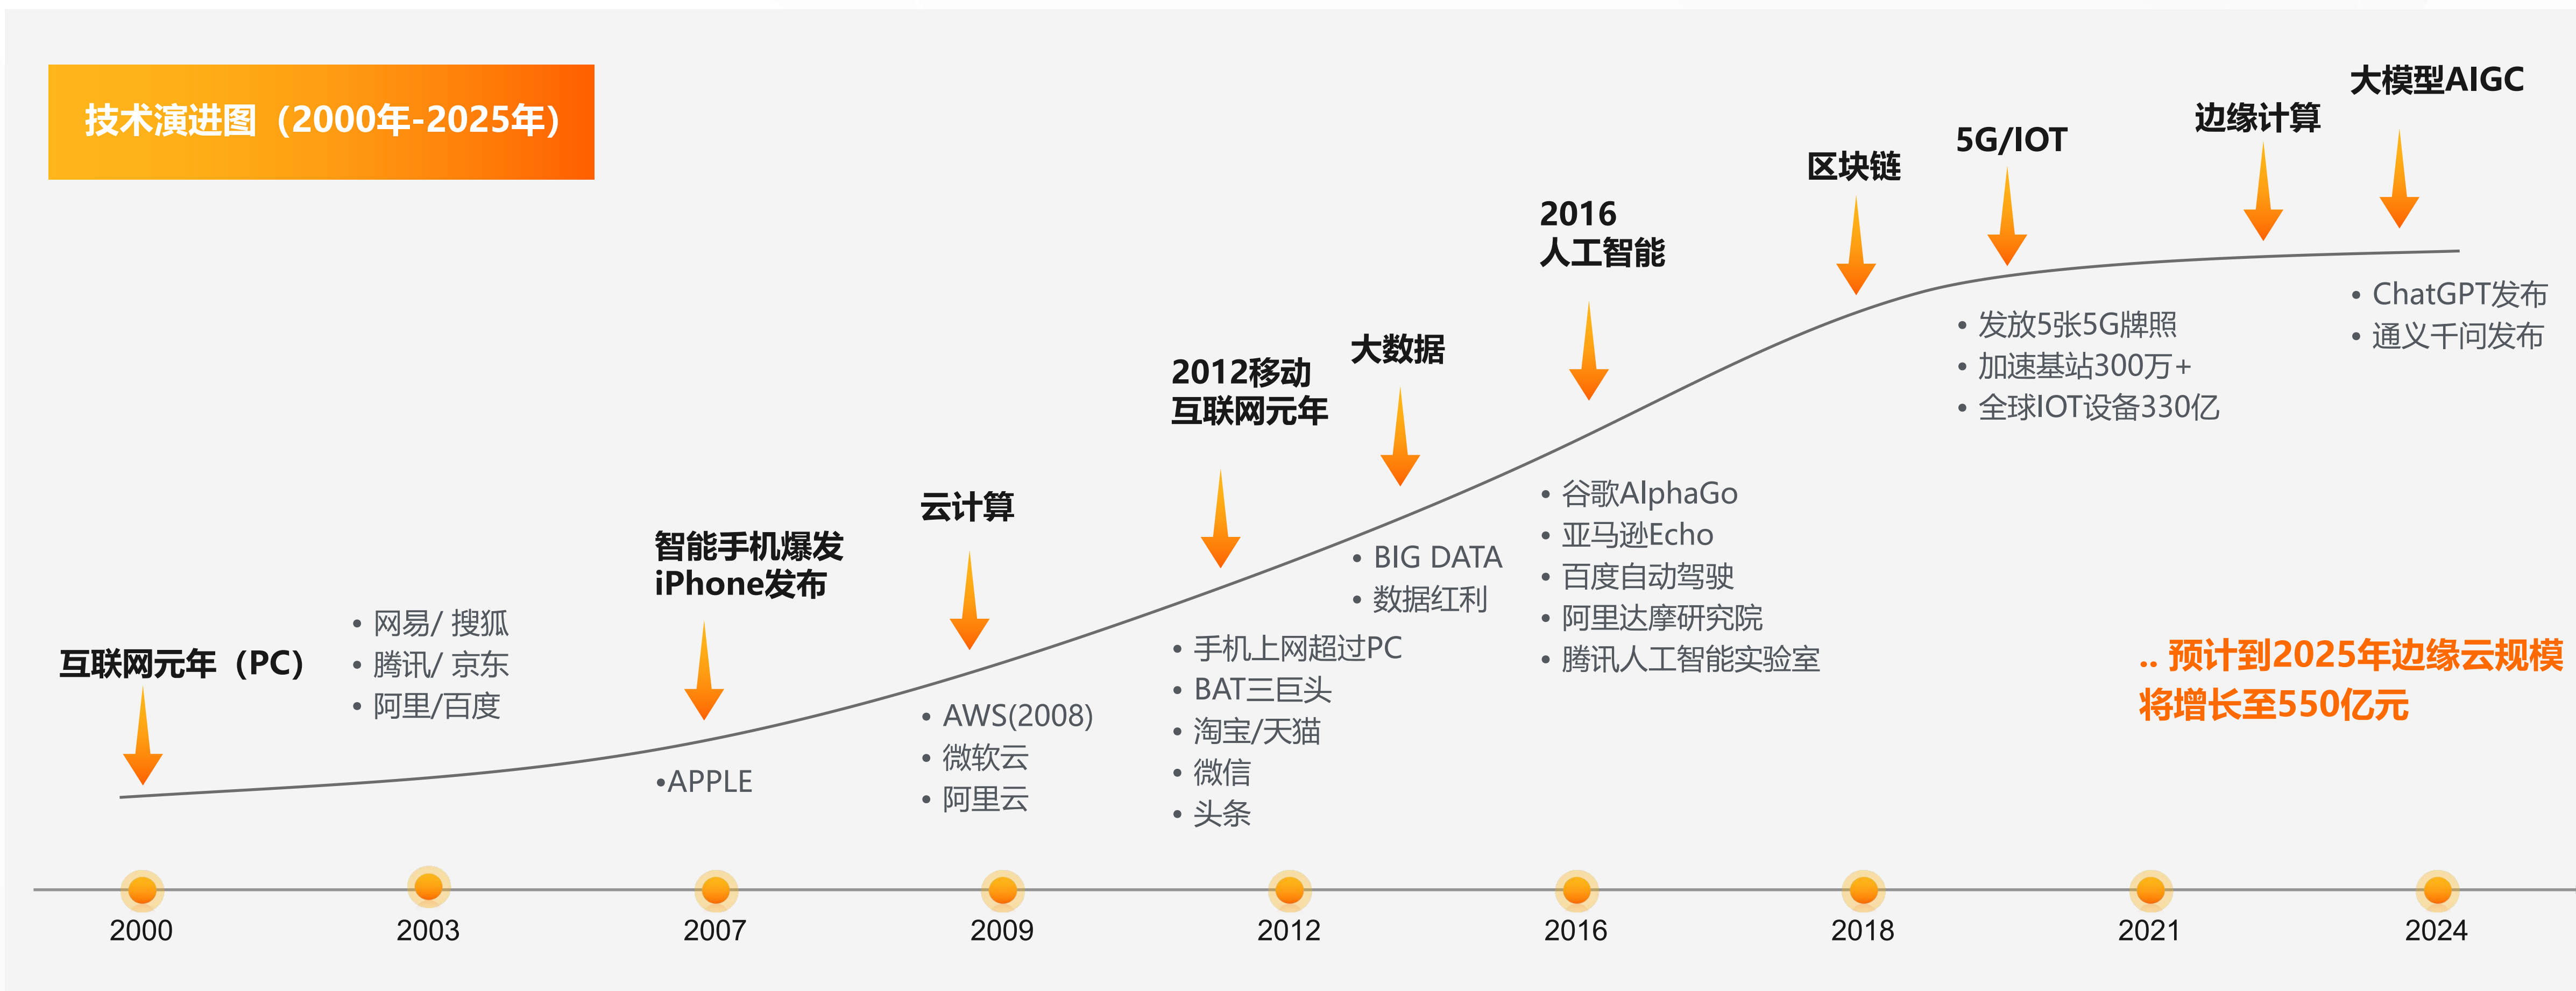 技术演进图（2000年-2025年）
互联网元年（PC）
• 网易/ 搜狐
• 腾讯/ 京东
• 阿里/百度
智能手机爆发
iPhone发布
•APPLE
云计算
• AWS(2008)
• 微软云
• 阿里云
2012移动
互联网元年
• 手机上网超过PC
• BAT三巨头
• 淘宝/天猫
• 微信
• 头条
大数据
• BIG DATA
• 数据红利
2016
人工智能
• 谷歌AlphaGo
• 亚马逊Echo
• 百度自动驾驶
• 阿里达摩研究院
• 腾讯人工智能实验室
区块链
5G/IOT
• 发放5张5G牌照
• 加速基站300万+
• 全球IOT设备330亿
边缘计算
大模型AIGC
• ChatGPT发布
• 通义千问发布
.. 预计到2025年边缘云规模
将增长至550亿元
2000
2003
2007
2009
2012
2016
2018
2021
2024